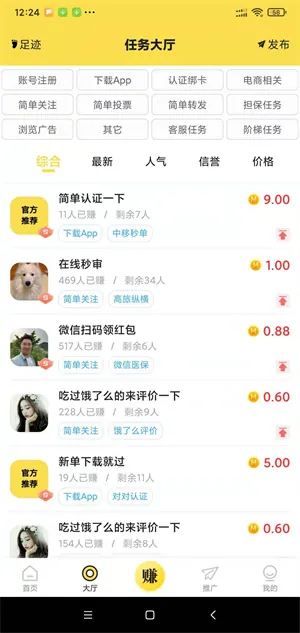 12:24
58
足迹
任务大厅
发布
账号注册 下载App 认证绑卡 电商相关
简单关注 简单投票 简单转发 担保任务
浏览广告 其它 客服任务 阶梯任务
综合 最新 人气 信誉 价格
官方推荐
简单认证一下
9.00
11人已赚 / 剩余7人
下载App 中移秒单
在线秒审
1.00
469人已赚 / 剩余34人
简单关注 高旅纵横
微信扫码领红包
0.88
517人已赚 / 剩余6人
简单关注 微信医保
吃过饿了么的来评价一下
0.60
228人已赚 / 剩余9人
简单关注 饿了么评价
官方推荐
新单下载就过
5.00
19人已赚 / 剩余11人
下载App 对对认证
吃过饿了么的来评价一下
0.60
154人已赚 / 剩余8人
首页 大厅 赚 推广 我的